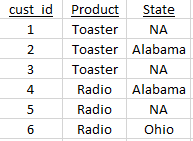 cust_id Product State
1 Toaster NA
2 Toaster Alabama
3 Toaster NA
4 Radio Alabama
5 Radio NA
6 Radio Ohio